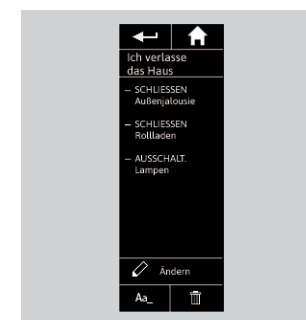 Ich verlasse
das Haus
– SCHLIESSEN
Außenjalousie
– SCHLIESSEN
Rollladen
– AUSSCHALT.
Lampen
Ändern
Aa_